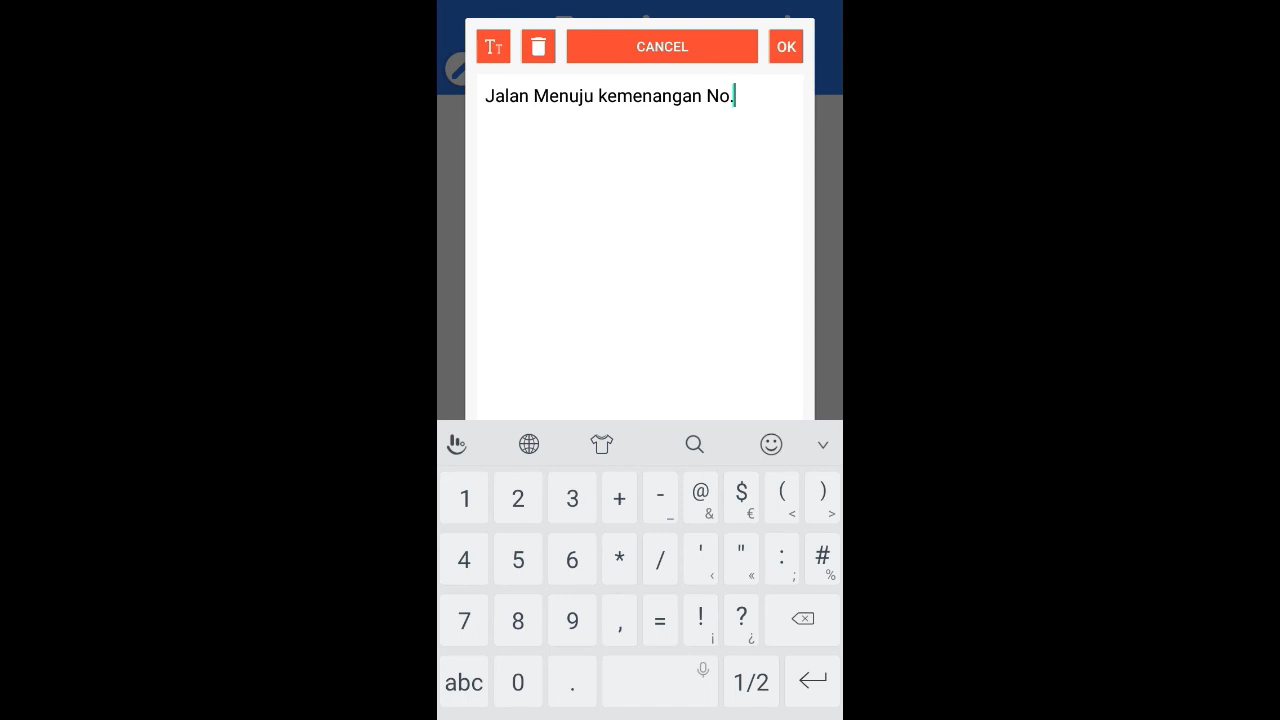 Tт CANCEL OK
Jalan Menuju kemenangan No.
1 2 3 + - _ @ & $ € ( < ) >
4 5 6 * / ' ‹ " « : ; # %
7 8 9 , = ! ¡ ? ¿
abc 0 . 1/2